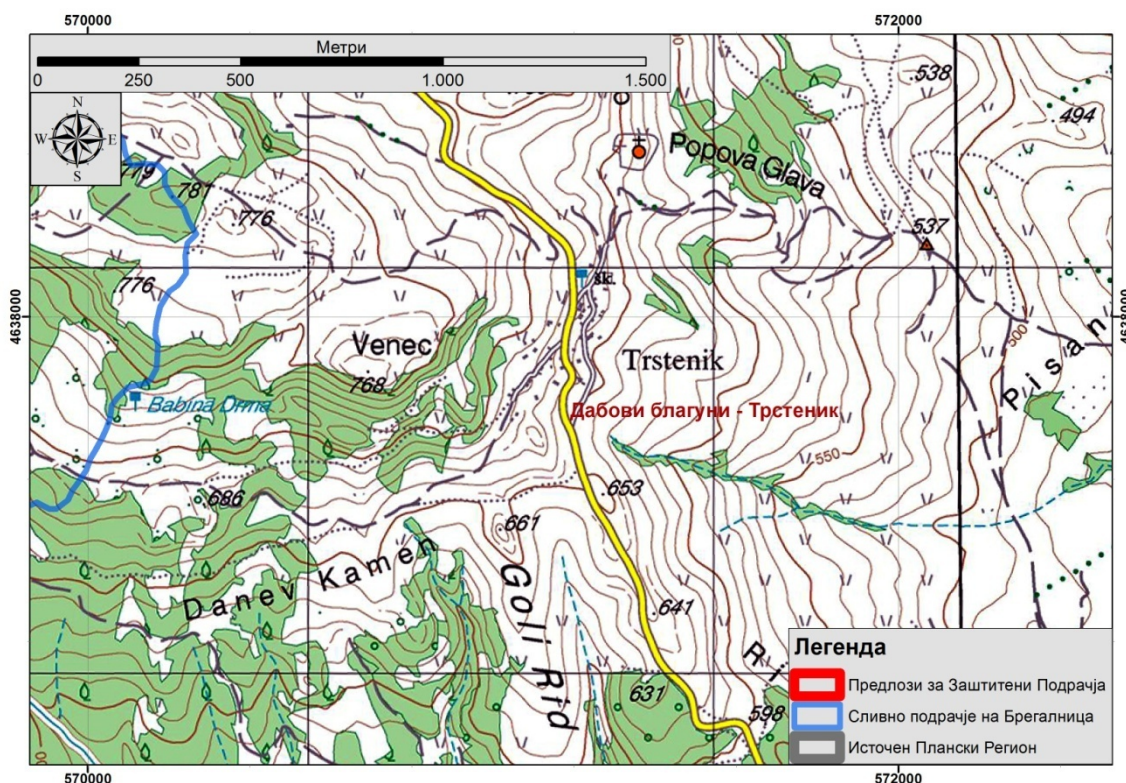 570000
572000
Метри
0
250
500
1.000
1.500
N
W
E
S
538
494
Popova Glava
779
781
776
537
776
šk.
4638000
4638000
Venec
768
Trstenik
500
Pisan
Babina Drma
Дабови благуни - Трстеник
550
686
653
661
Danev Kamen
Goli Rid
641
Ri
631
598
Легенда
Предлози за Заштитени Подрачја
Сливно подрачје на Брегалница
Источен Плански Регион
570000
572000